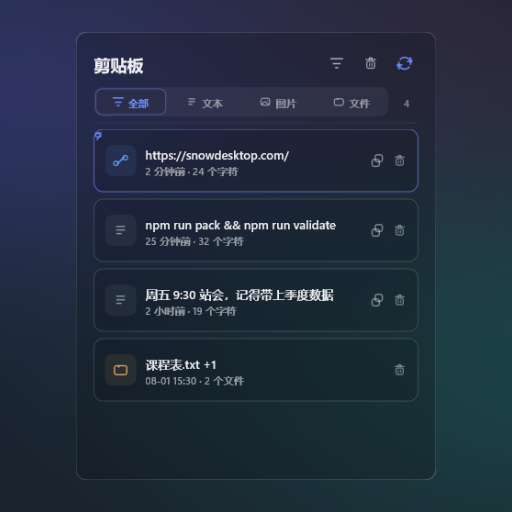 剪贴板
全部 文本 图片 文件 4
https://snowdesktop.com/
2 分钟前 · 24 个字符
npm run pack && npm run validate
25 分钟前 · 32 个字符
周五 9:30 站会，记得带上季度数据
2 小时前 · 19 个字符
课程表.txt +1
08-01 15:30 · 2 个文件